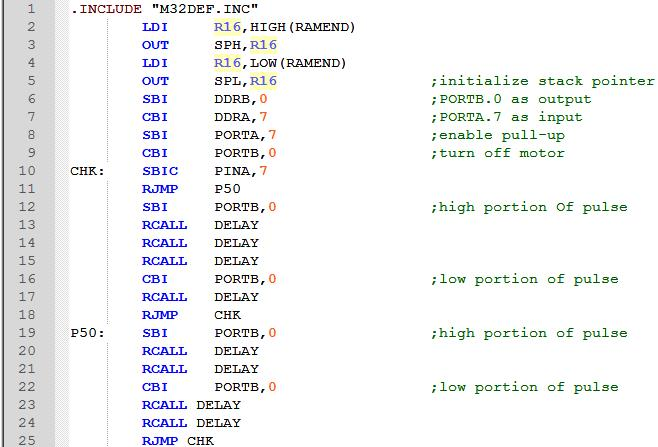 1 .INCLUDE "M32DEF.INC"
2 LDI R16,HIGH(RAMEND)
3 OUT SPH,R16
4 LDI R16,LOW(RAMEND)
5 OUT SPL,R16 ;initialize stack pointer
6 SBI DDRB,0 ;PORTB.0 as output
7 CBI DDRA,7 ;PORTA.7 as input
8 SBI PORTA,7 ;enable pull-up
9 CBI PORTB,0 ;turn off motor
10 CHK: SBIC PINA,7
11 RJMP P50
12 SBI PORTB,0 ;high portion Of pulse
13 RCALL DELAY
14 RCALL DELAY
15 RCALL DELAY
16 CBI PORTB,0 ;low portion of pulse
17 RCALL DELAY
18 RJMP CHK
19 P50: SBI PORTB,0 ;high portion of pulse
20 RCALL DELAY
21 RCALL DELAY
22 CBI PORTB,0 ;low portion of pulse
23 RCALL DELAY
24 RCALL DELAY
25 RJMP CHK